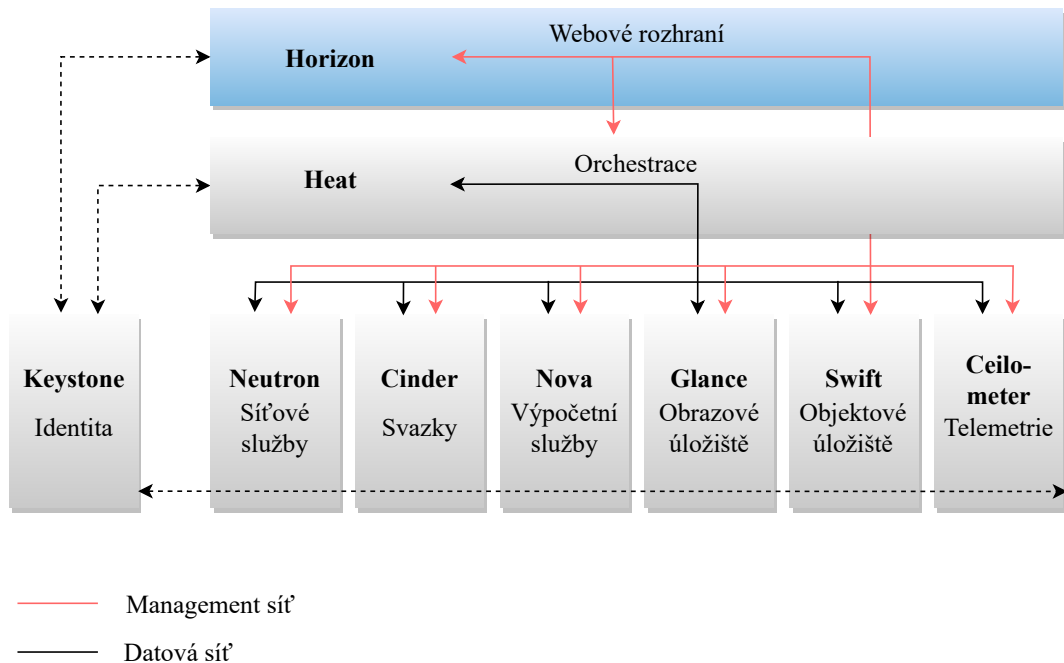 Webové rozhraní
Horizon
Orchestrace
Heat
Keystone
Identita
Neutron
Síťové
služby
Cinder
Svazky
Nova
Výpočetní
služby
Glance
Obrazové
úložiště
Swift
Objektové
úložiště
Ceilo-
meter
Telemetrie
Management síť
Datová síť